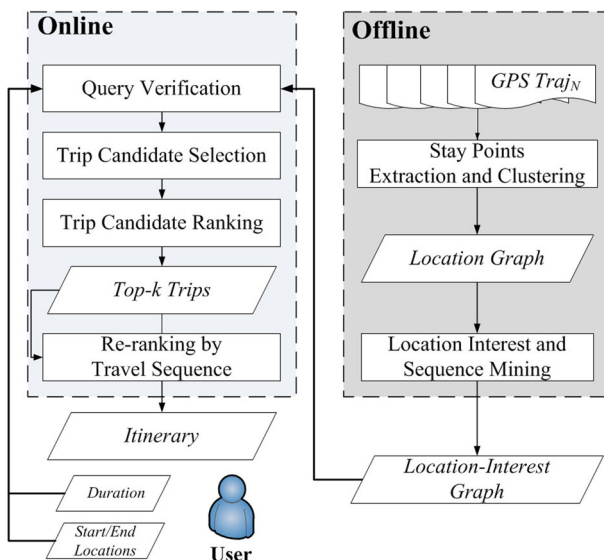 Online
Query Verification
Trip Candidate Selection
Trip Candidate Ranking
Top-k Trips
Re-ranking by
Travel Sequence
Itinerary
Duration
Start/End
Locations
User
Offline
GPS TrajN
Stay Points
Extraction and Clustering
Location Graph
Location Interest and
Sequence Mining
Location-Interest
Graph